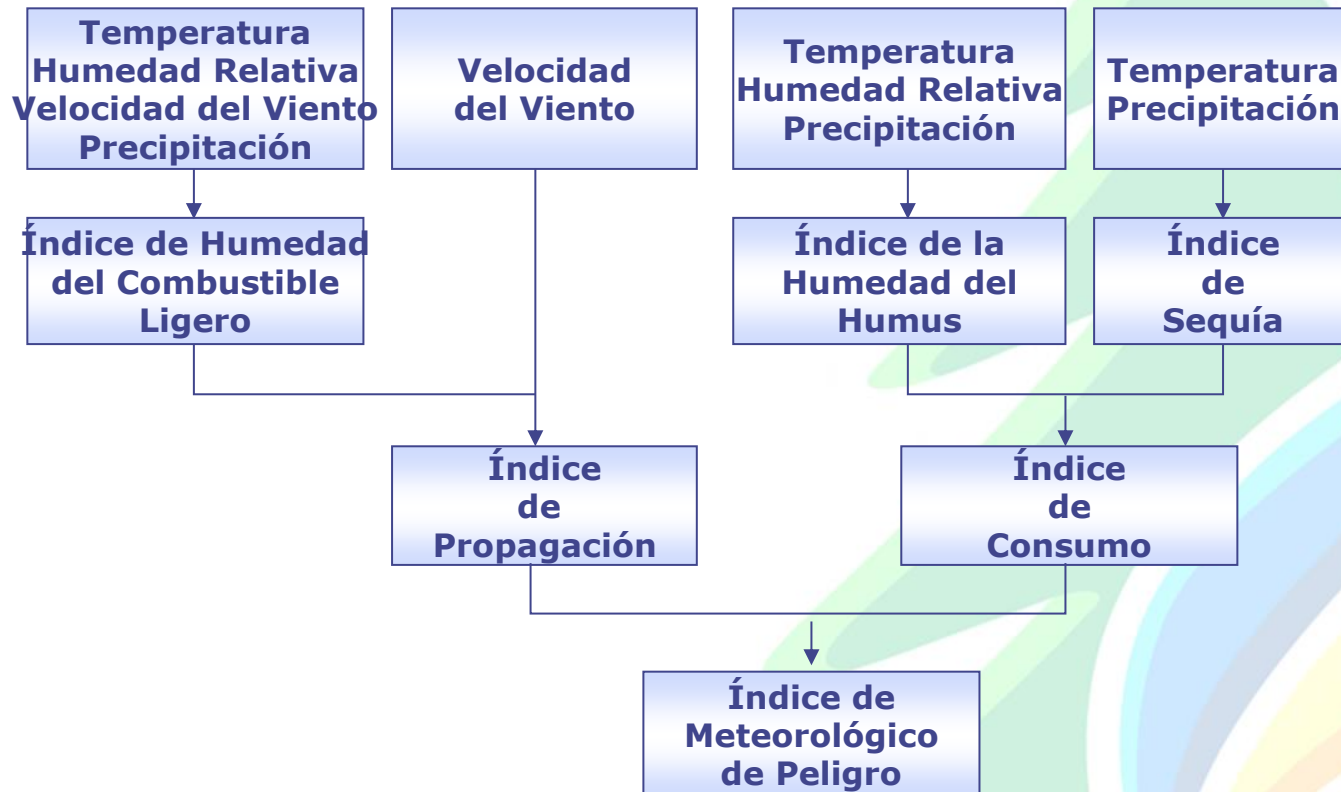 Temperatura
Humedad Relativa
Velocidad del Viento
Precipitación
Velocidad
del Viento
Temperatura
Humedad Relativa
Precipitación
Temperatura
Precipitación
Índice de Humedad
del Combustible
Ligero
Índice de la
Humedad del
Humus
Índice
de
Sequía
Índice
de
Propagación
Índice
de
Consumo
Índice de
Meteorológico
de Peligro